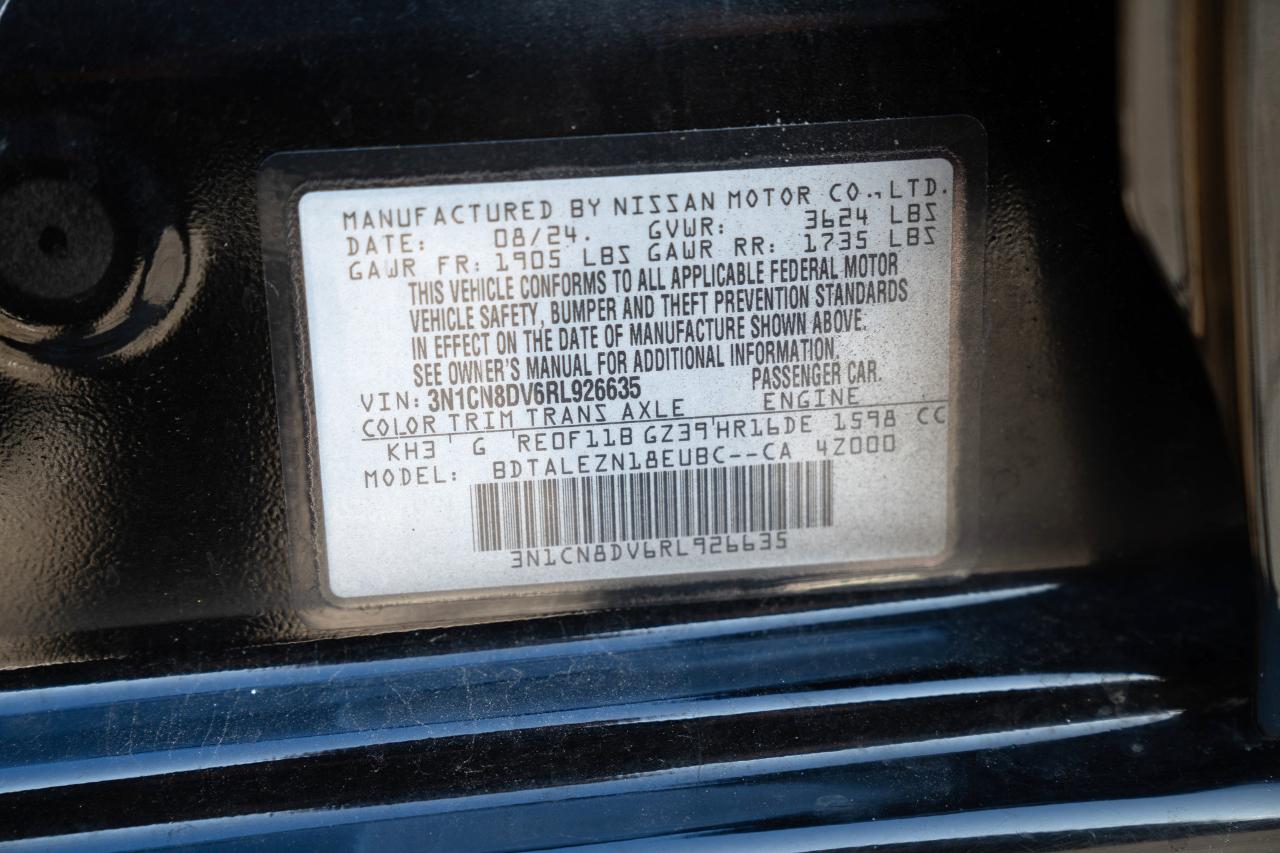 MANUFACTURED BY NISSAN MOTOR CO., LTD.
DATE: 08/24. GVWR: 3624 LBS
GAWR FR: 1905 LBS GAWR RR: 1735 LBS
THIS VEHICLE CONFORMS TO ALL APPLICABLE FEDERAL MOTOR
VEHICLE SAFETY, BUMPER AND THEFT PREVENTION STANDARDS
IN EFFECT ON THE DATE OF MANUFACTURE SHOWN ABOVE.
SEE OWNER'S MANUAL FOR ADDITIONAL INFORMATION.
PASSENGER CAR.
VIN: 3N1CN8DV6RL926635
COLOR TRIM TRANS AXLE ENGINE
KH3 ' G ' RE0F11B GZ39 ' HR16DE 1598 CC
MODEL: BDTALEZN18EUBC--CA 4Z000
3N1CN8DV6RL926635